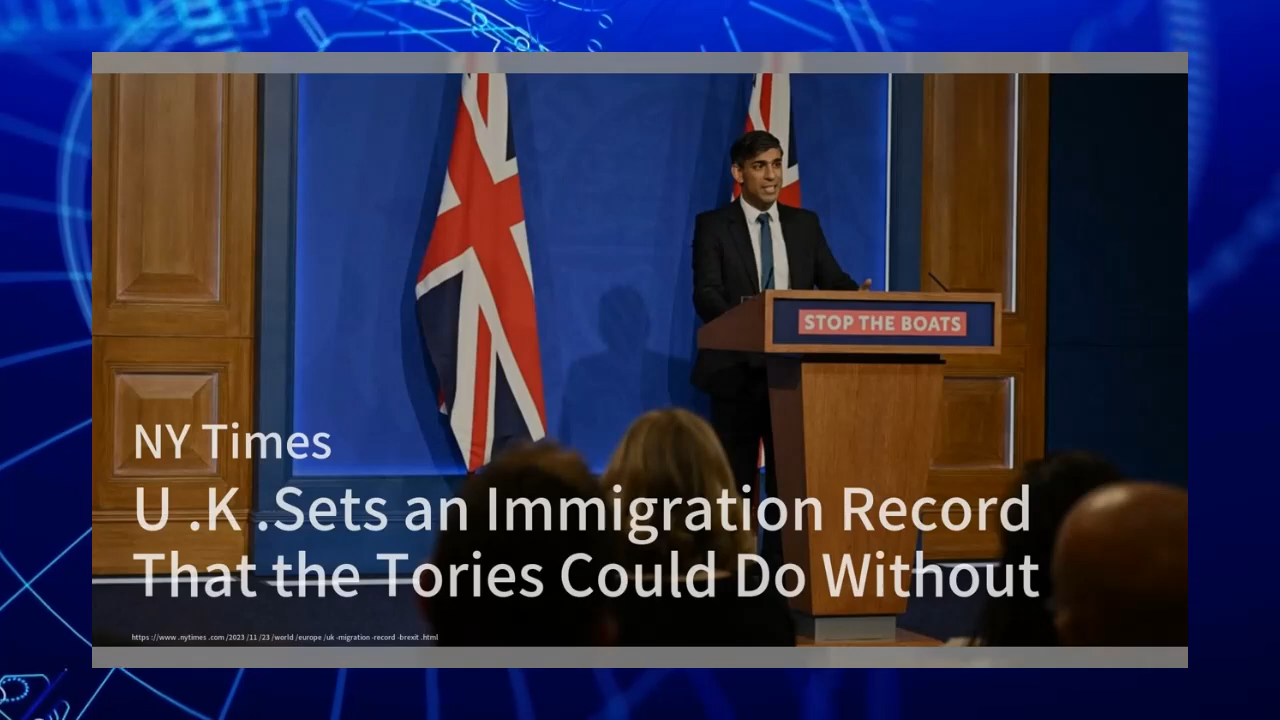 STOP THE BOATS
NY Times
U .K .Sets an Immigration Record
That the Tories Could Do Without
https ://www .nytimes .com /2023 /11 /23 /world /europe /uk -migration -record -brexit .html